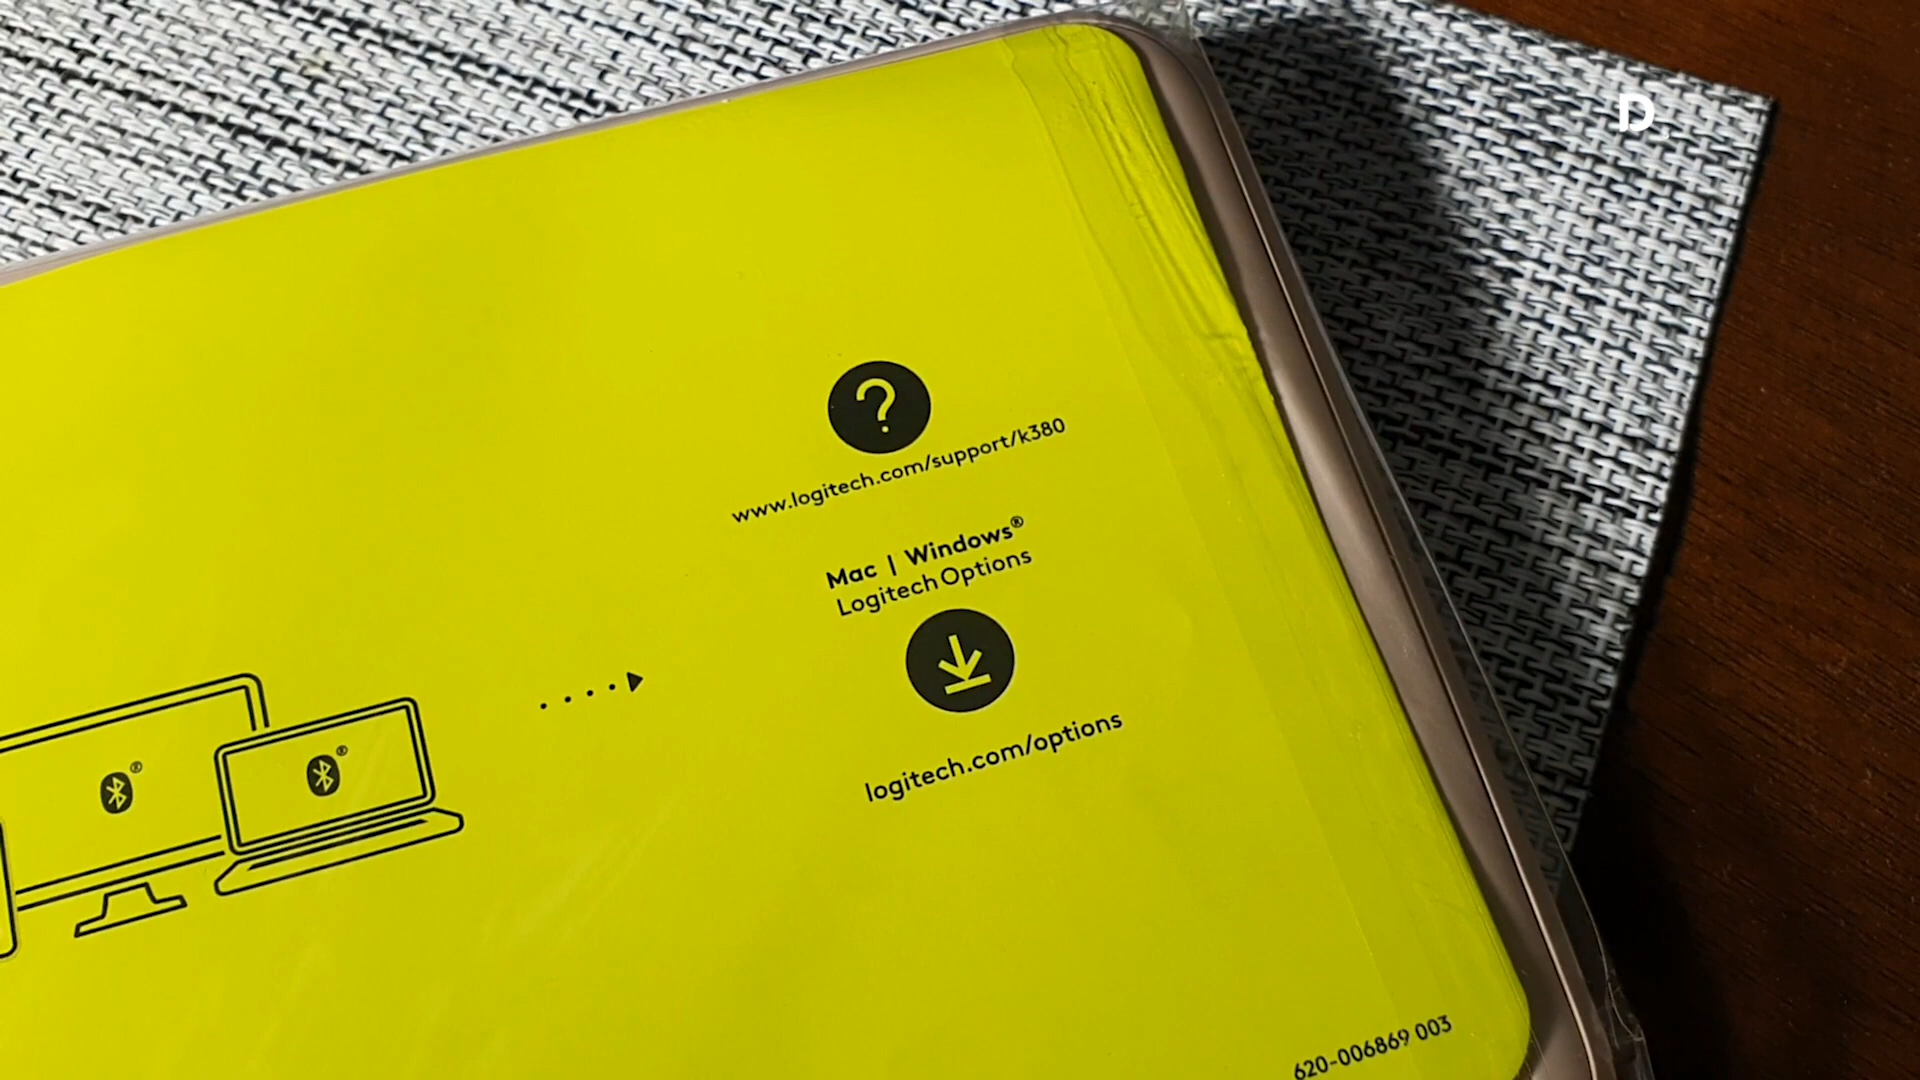 D.
?
www.logitech.com/support/k380
Mac | Windows®
Logitech Options
logitech.com/options
®
®
620-006869 003